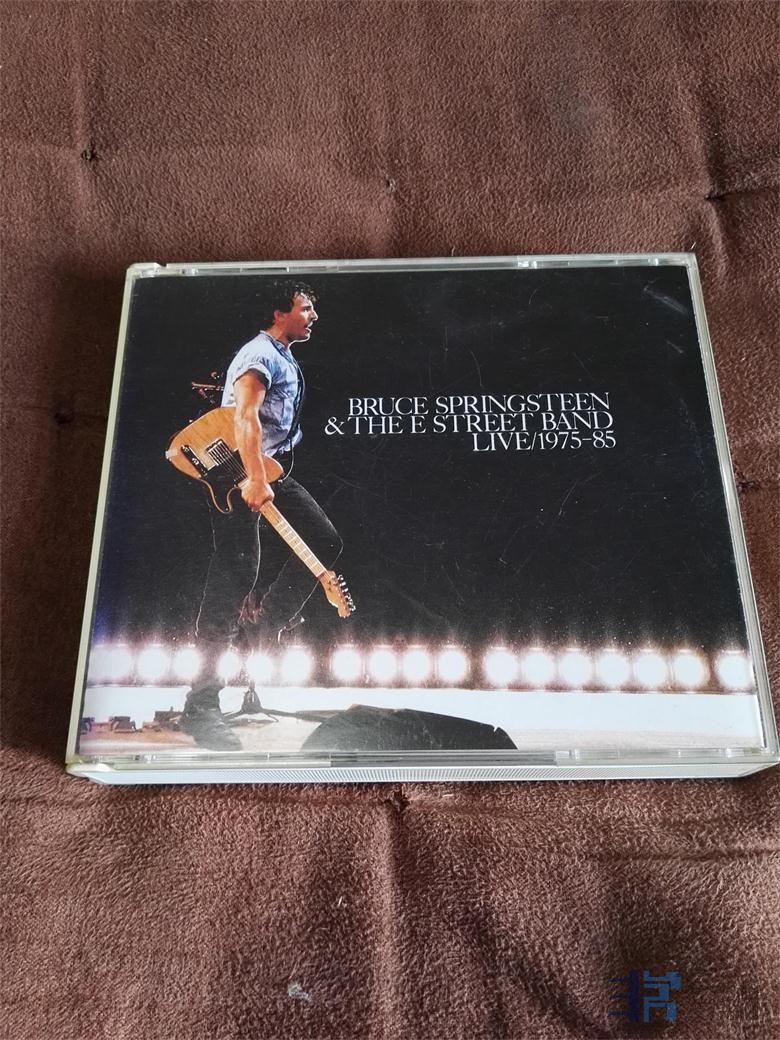 BRUCE SPRINGSTEEN
& THE E STREET BAND
LIVE/1975-85